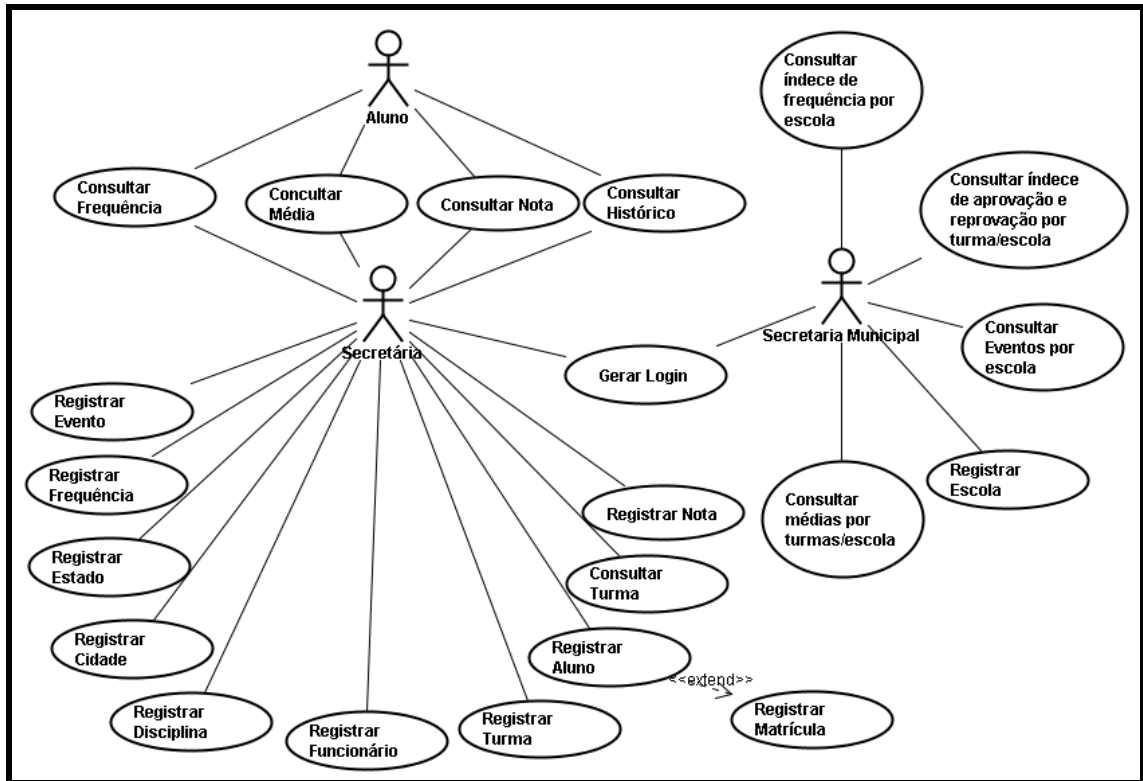 Aluno
Consultar
Frequência
Concultar
Média
Consultar Nota
Consultar
Histórico
Secretária
Gerar Login
Registrar
Evento
Registrar
Frequência
Registrar
Estado
Registrar
Cidade
Registrar
Disciplina
Registrar
Funcionário
Registrar
Turma
Registrar
Aluno
<<extend>>
Registrar
Matrícula
Consultar
Turma
Registrar Nota
Consultar
índece de
frequência por
escola
Consultar índece
de aprovação e
reprovação por
turma/escola
Secretaria Municipal
Consultar
Eventos por
escola
Registrar
Escola
Consultar
médias por
turmas/escola